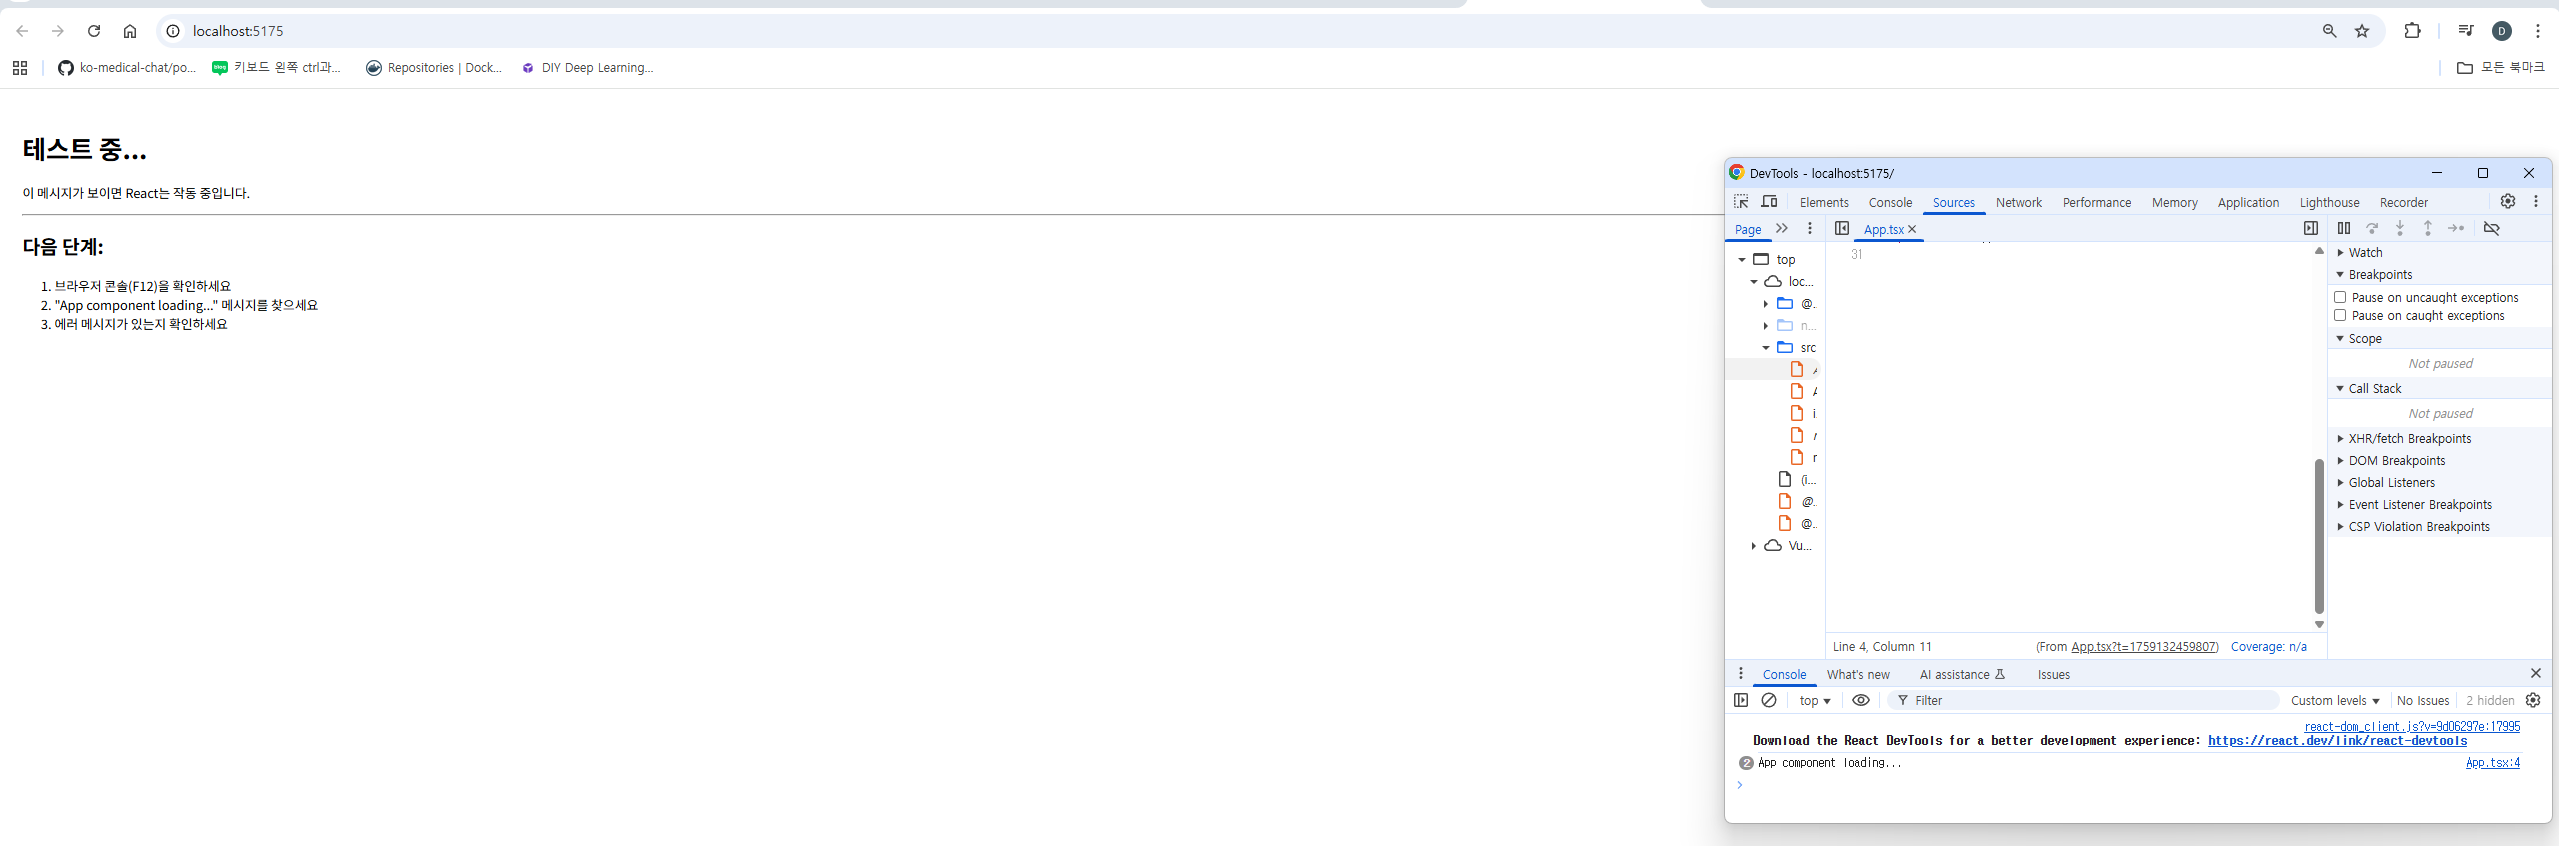 localhost:5175
ko-medical-chat/po...
키보드 왼쪽 ctrl과...
Repositories | Dock...
DIY Deep Learning...
모든 북마크
테스트 중...
이 메시지가 보이면 React는 작동 중입니다.
다음 단계:
1. 브라우저 콘솔(F12)을 확인하세요
2. "App component loading..." 메시지를 찾으세요
3. 에러 메시지가 있는지 확인하세요
DevTools - localhost:5175/
Elements Console Sources Network Performance Memory Application Lighthouse Recorder
Page
App.tsx
31
top
loc...
@...
n...
src
(i...
@...
@...
Vu...
Watch
Breakpoints
Pause on uncaught exceptions
Pause on caught exceptions
Scope
Not paused
Call Stack
Not paused
XHR/fetch Breakpoints
DOM Breakpoints
Global Listeners
Event Listener Breakpoints
CSP Violation Breakpoints
Line 4, Column 11
(From App.tsx?t=1759132459807)
Coverage: n/a
Console What's new AI assistance Issues
top Filter Custom levels No Issues 2 hidden
react-dom_client.js?v=9d06297e:17995
Download the React DevTools for a better development experience: https://react.dev/link/react-devtools
2 App component loading... App.tsx:4
D